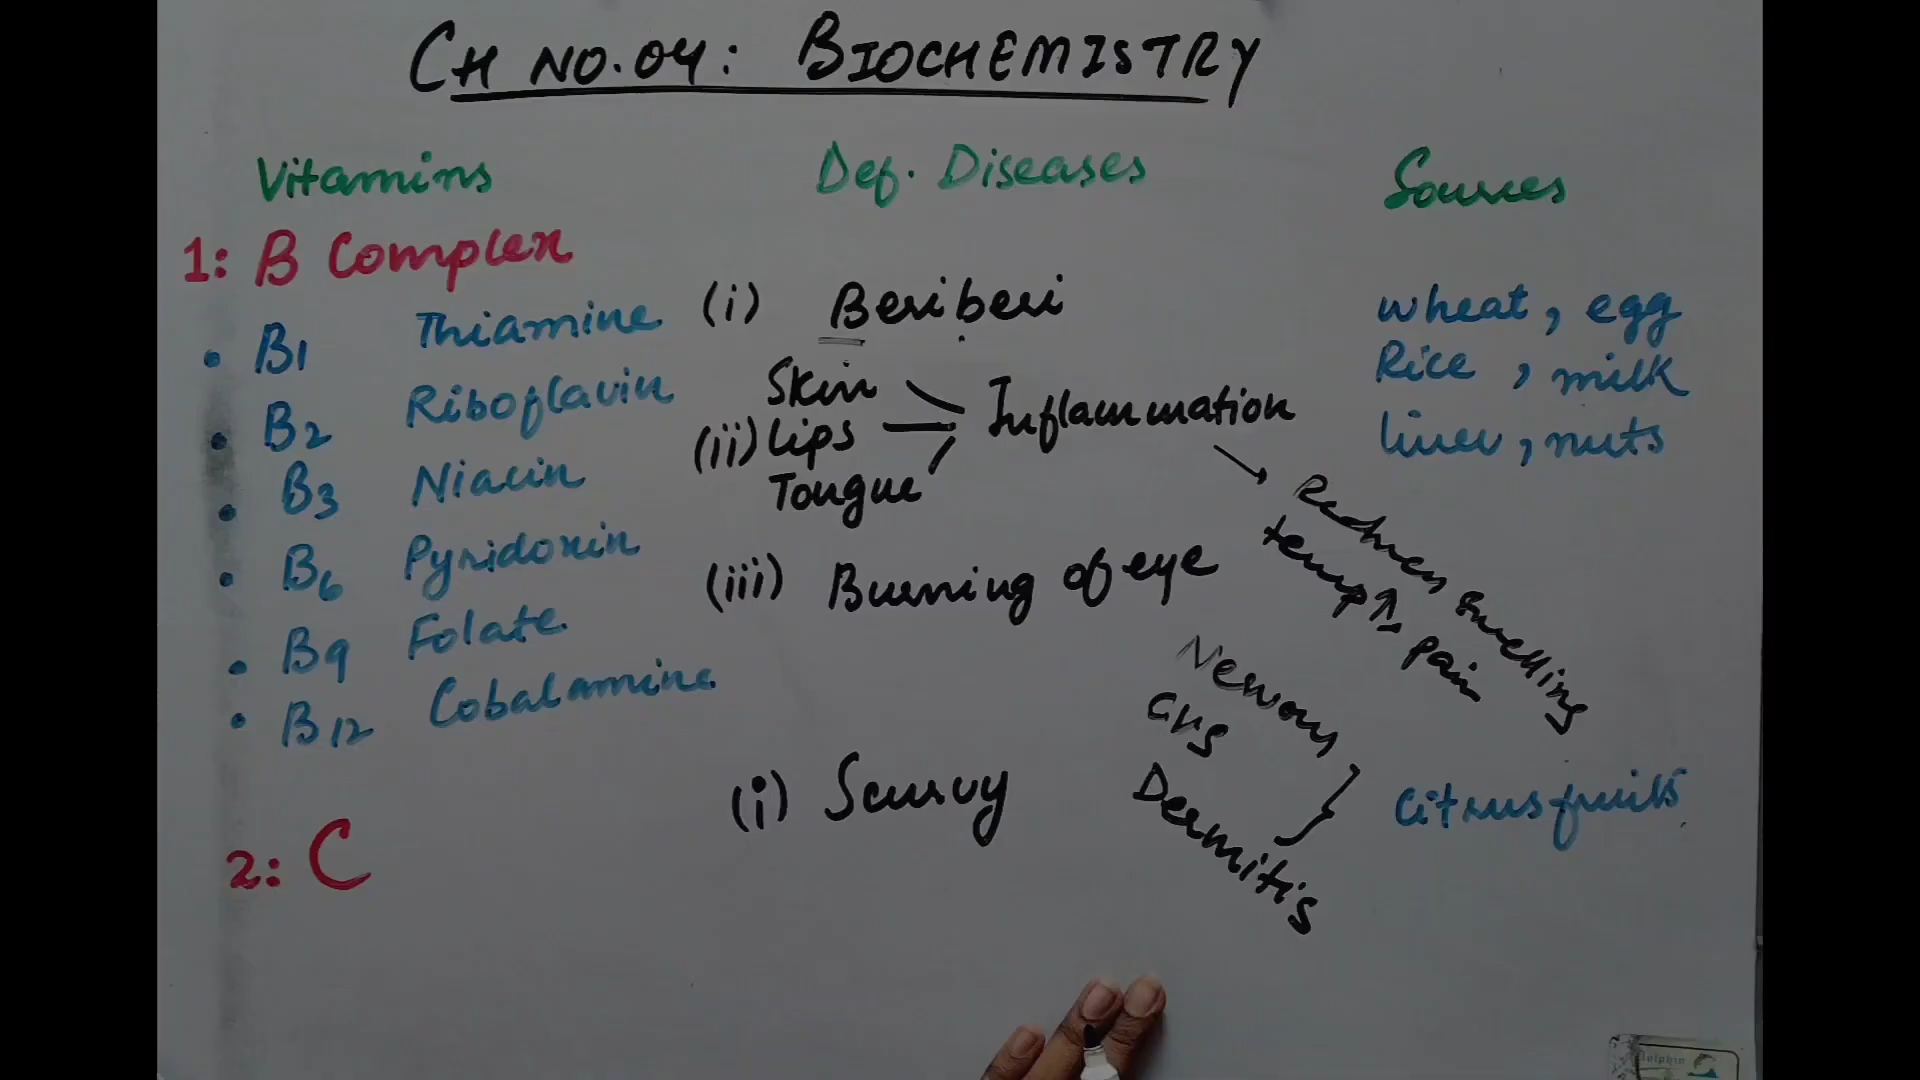 CH NO.04: BIOCHEMISTRY
Vitamins Def. Diseases Sources
1: B Complex
• B1 Thiamine
• B2 Riboflavin
• B3 Niacin
• B6 Pyridoxin
• B9 Folate
• B12 Cobalamine
2: C
(i) Beriberi
Skin
(ii) Lips
Tongue
Inflammation
(iii) Burning of eye
(i) Scurvy
Redness swelling
temp↑ pain
Nervous
CVS
Dermitis
wheat, egg
Rice, milk
liver, nuts
Citrus fruits